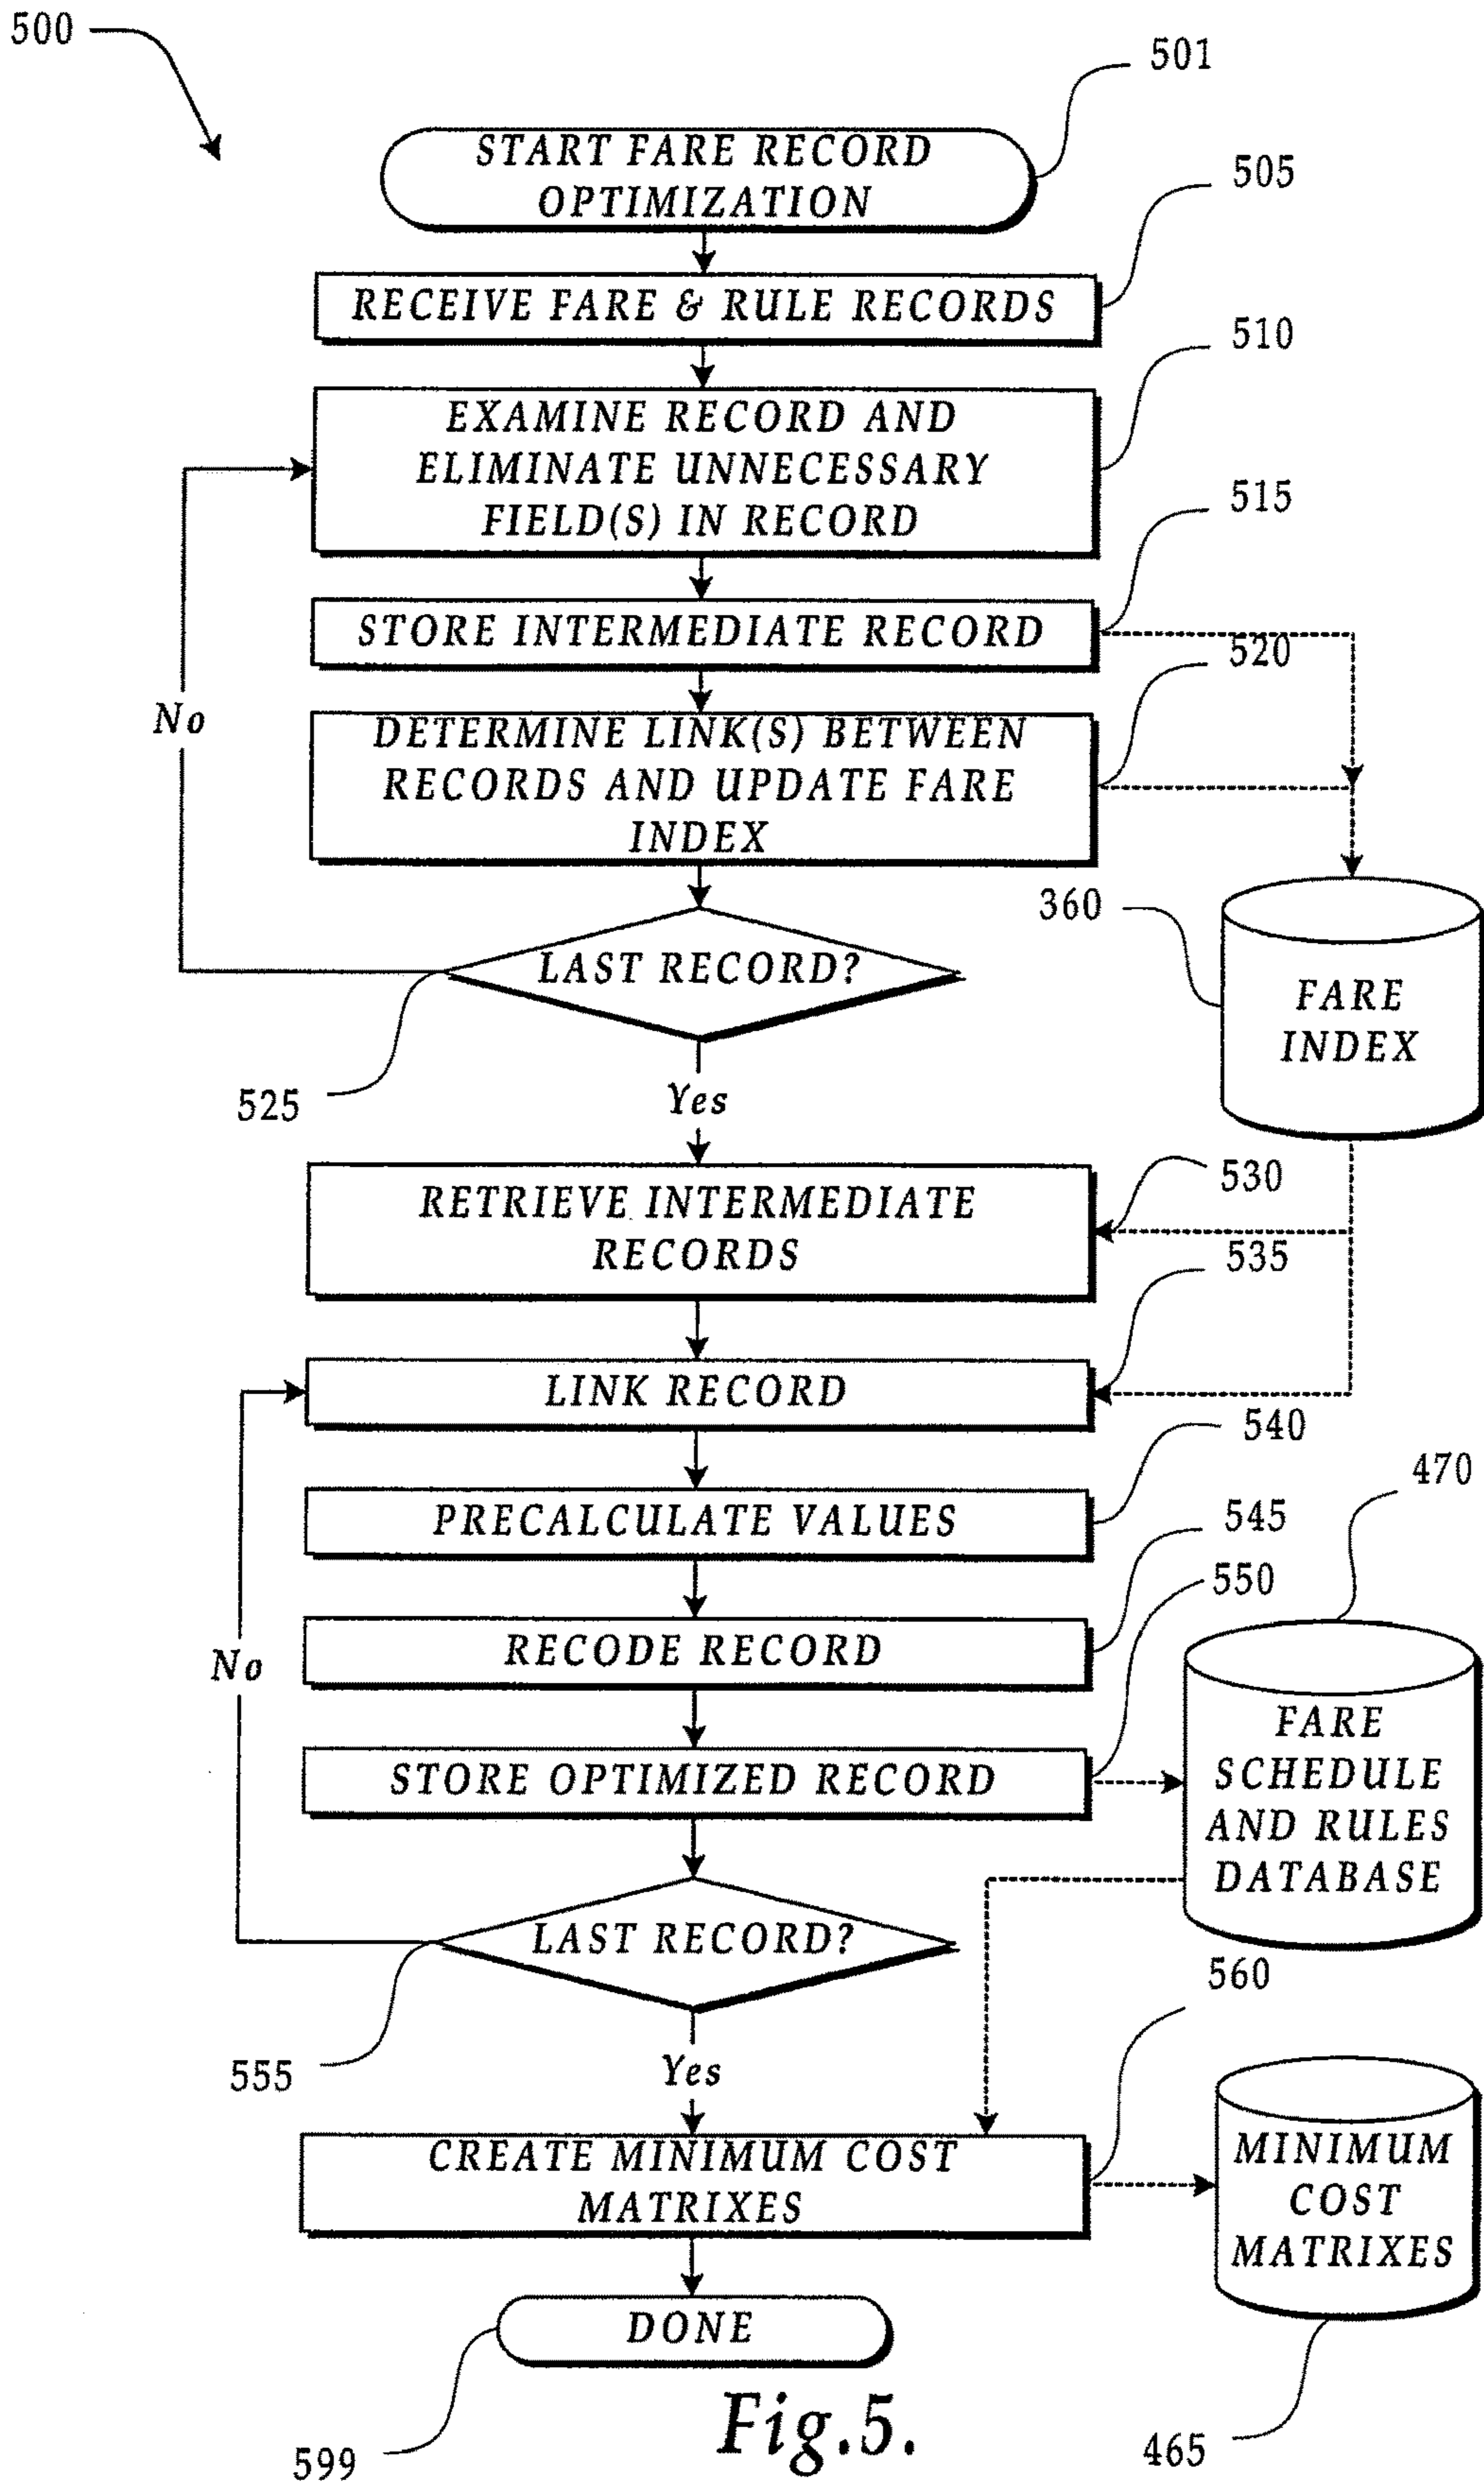 500
501
START FARE RECORD
OPTIMIZATION
505
RECEIVE FARE & RULE RECORDS
510
EXAMINE RECORD AND
ELIMINATE UNNECESSARY
FIELD(S) IN RECORD
515
STORE INTERMEDIATE RECORD
520
No
DETERMINE LINK(S) BETWEEN
RECORDS AND UPDATE FARE
INDEX
360
LAST RECORD?
FARE
INDEX
525
Yes
530
RETRIEVE INTERMEDIATE
RECORDS
535
LINK RECORD
540
470
PRECALCULATE VALUES
545
550
RECODE RECORD
No
STORE OPTIMIZED RECORD
FARE
SCHEDULE
AND RULES
DATABASE
LAST RECORD?
560
555
Yes
CREATE MINIMUM COST
MATRIXES
MINIMUM
COST
MATRIXES
DONE
Fig.5.
599
465